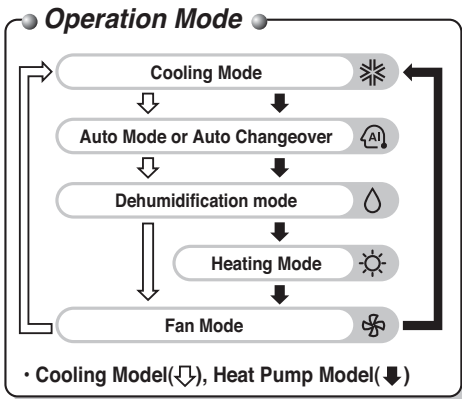 Operation Mode
Cooling Mode
Auto Mode or Auto Changeover
AI
Dehumidification mode
Heating Mode
Fan Mode
· Cooling Model(⇩), Heat Pump Model(⬇)